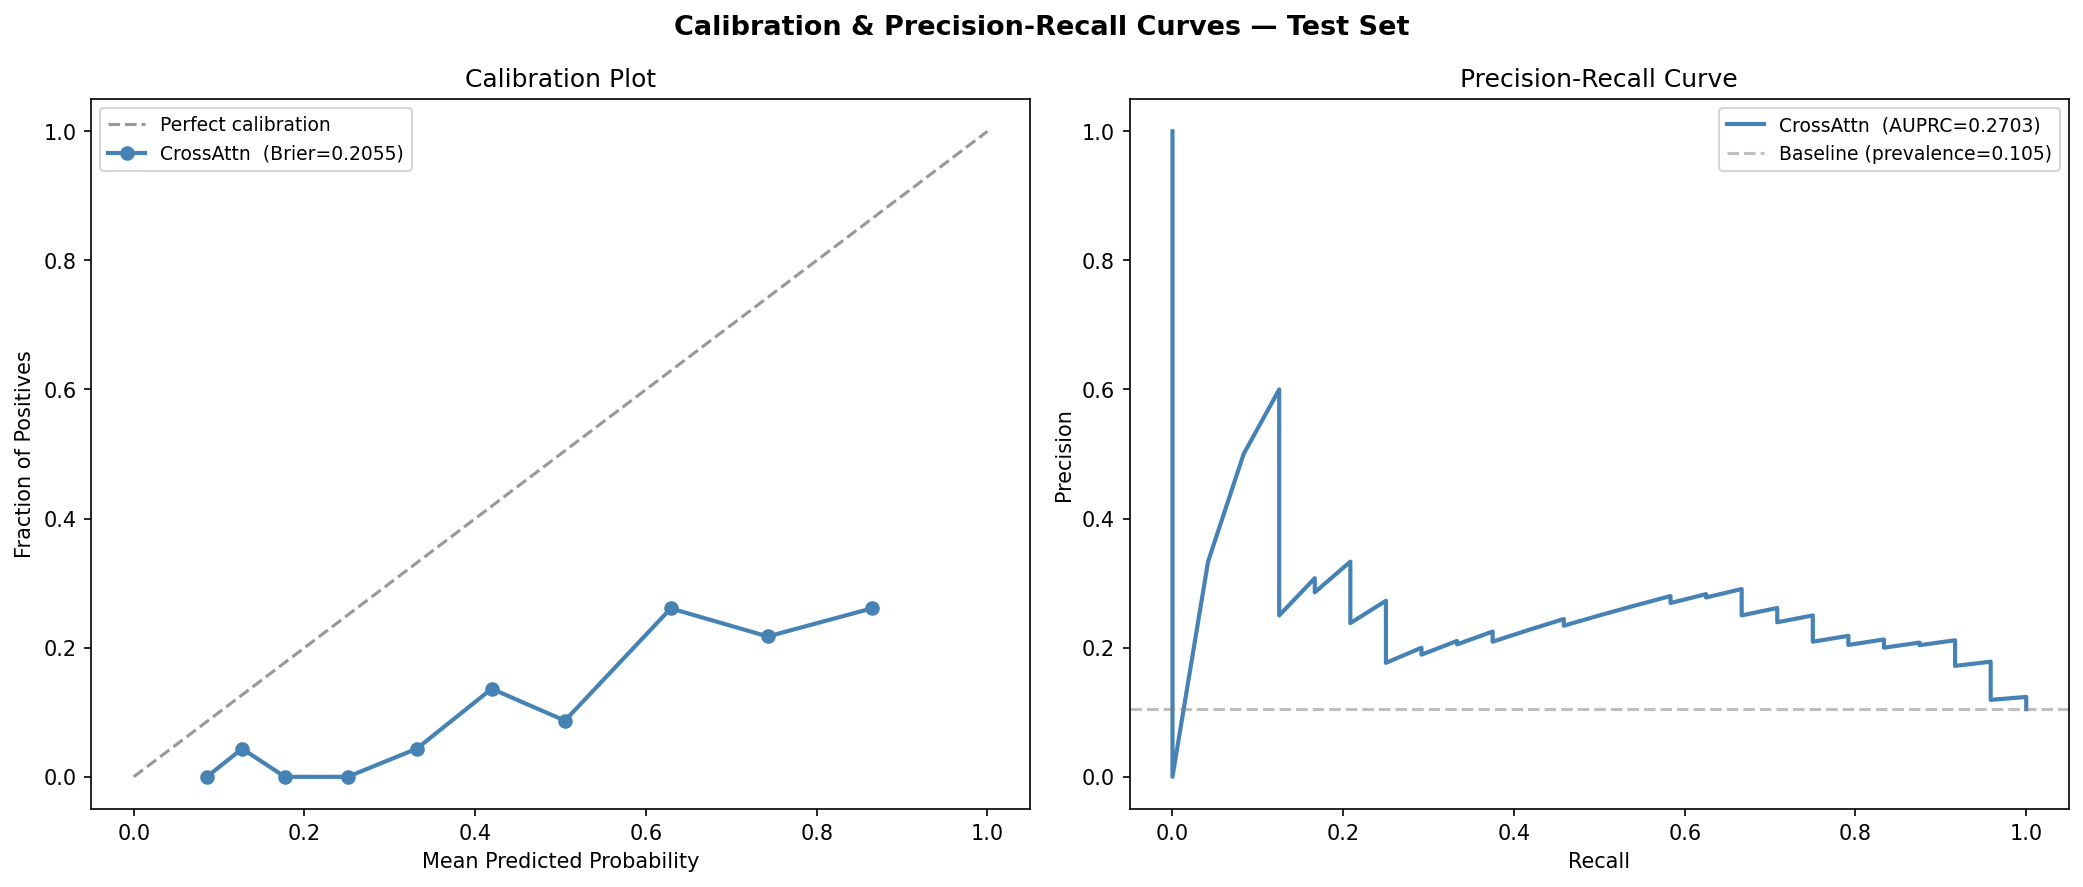 Calibration & Precision-Recall Curves — Test Set
Calibration Plot
Perfect calibration
CrossAttn (Brier=0.2055)
Fraction of Positives
1.0
0.8
0.6
0.4
0.2
0.0
0.0 0.2 0.4 0.6 0.8 1.0
Mean Predicted Probability
Precision-Recall Curve
CrossAttn (AUPRC=0.2703)
Baseline (prevalence=0.105)
Precision
1.0
0.8
0.6
0.4
0.2
0.0
0.0 0.2 0.4 0.6 0.8 1.0
Recall